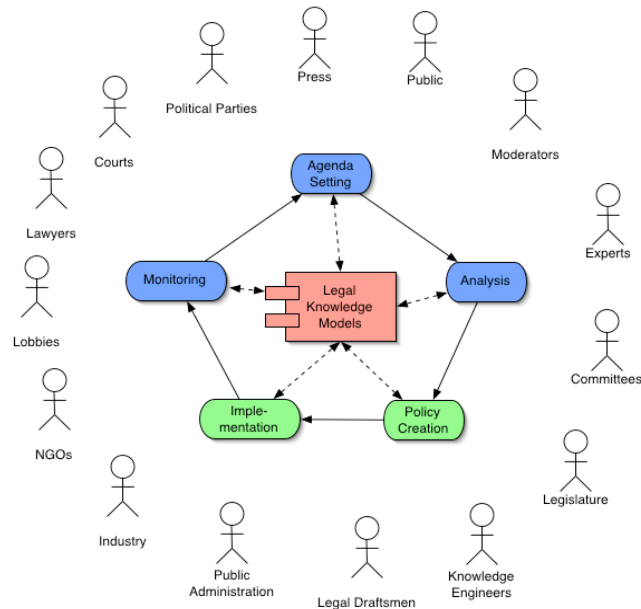 Press
Public
Political Parties
Moderators
Courts
Agenda
Setting
Lawyers
Experts
Monitoring
Legal
Knowledge
Models
Analysis
Lobbies
Committees
Imple-
mentation
Policy
Creation
NGOs
Legislature
Industry
Public
Administration
Legal Draftsmen
Knowledge
Engineers